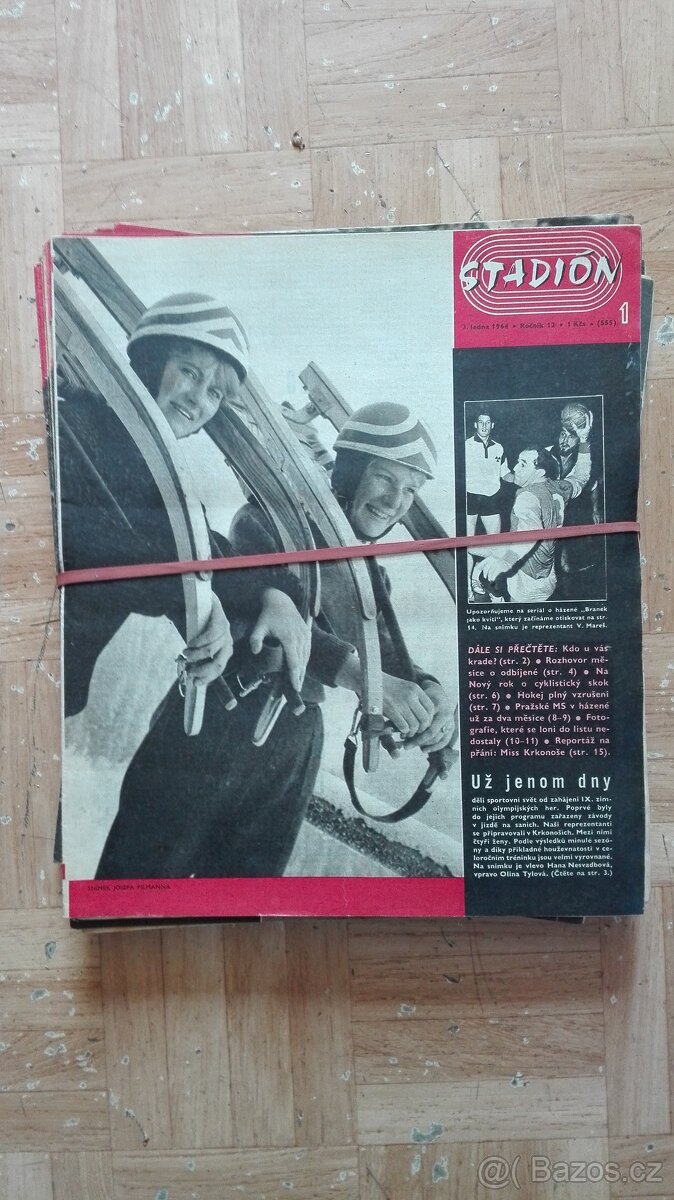 STADIÓN
3. ledna 1964 • Ročník 12 • 1 Kčs • (555)
1
Upozorňujeme na seriál o házené „Branek
jako kvítí“, který začínáme otiskovat na str.
14. Na snímku je reprezentant V. Mareš.
DÁLE SI PŘEČTĚTE: Kdo u vás
krade? (str. 2) • Rozhovor mě-
síce o odbíjené (str. 4) • Na
Nový rok o cyklistický skok
(str. 6) • Hokej plný vzrušení
(str. 7) • Pražské MS v házené
už za dva měsíce (8-9) • Foto-
grafie, které se loni do listu ne-
dostaly (10-11) • Reportáž na
přání: Miss Krkonoše (str. 15).
Už jenom dny
dělí sportovní svět od zahájení IX. zim-
ních olympijských her. Poprvé byly
do jejich programu zařazeny závody
v jízdě na saních. Naši reprezentanti
se připravovali v Krkonoších. Mezi nimi
čtyři ženy. Podle výsledků minulé sezó-
ny a díky příkladné houževnatosti v ce-
loročním tréninku jsou velmi vyrovnané.
Na snímku je vlevo Hana Nesvadbová,
vpravo Olina Tylová. (Čtěte na str. 3.)
SNÍMEK JOSEFA PILMANNA
@ Bazos.cz